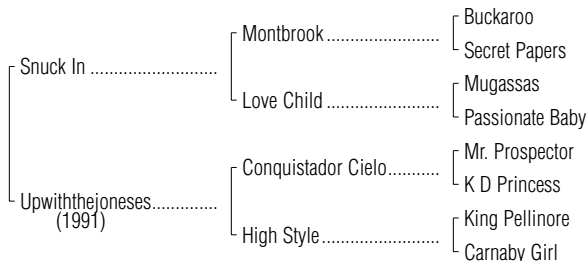 Buckaroo
Montbrook
Secret Papers
Snuck In
Mugassas
Love Child
Passionate Baby
Mr. Prospector
Conquistador Cielo
K D Princess
Upwiththejoneses
(1991)
King Pellinore
High Style
Carnaby Girl